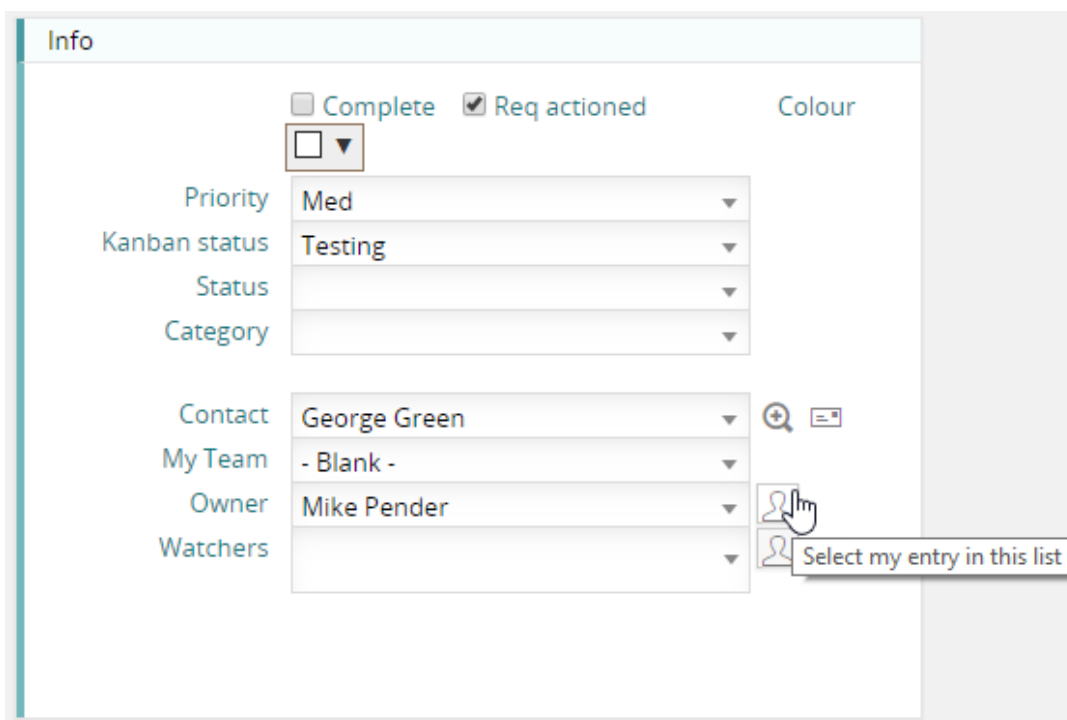 Info
Complete Req actioned Colour
Priority Med
Kanban status Testing
Status
Category
Contact George Green
My Team - Blank -
Owner Mike Pender
Watchers
Select my entry in this list